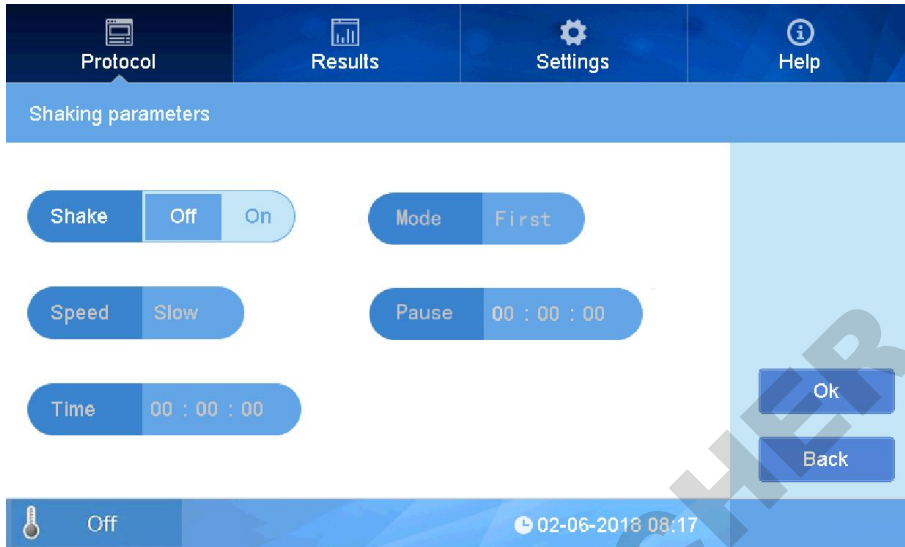 Protocol
Results
Settings
Help
Shaking parameters
Shake Off On
Mode First
Speed Slow
Pause 00 : 00 : 00
Time 00 : 00 : 00
Ok
Back
Off
02-06-2018 08:17
CHER